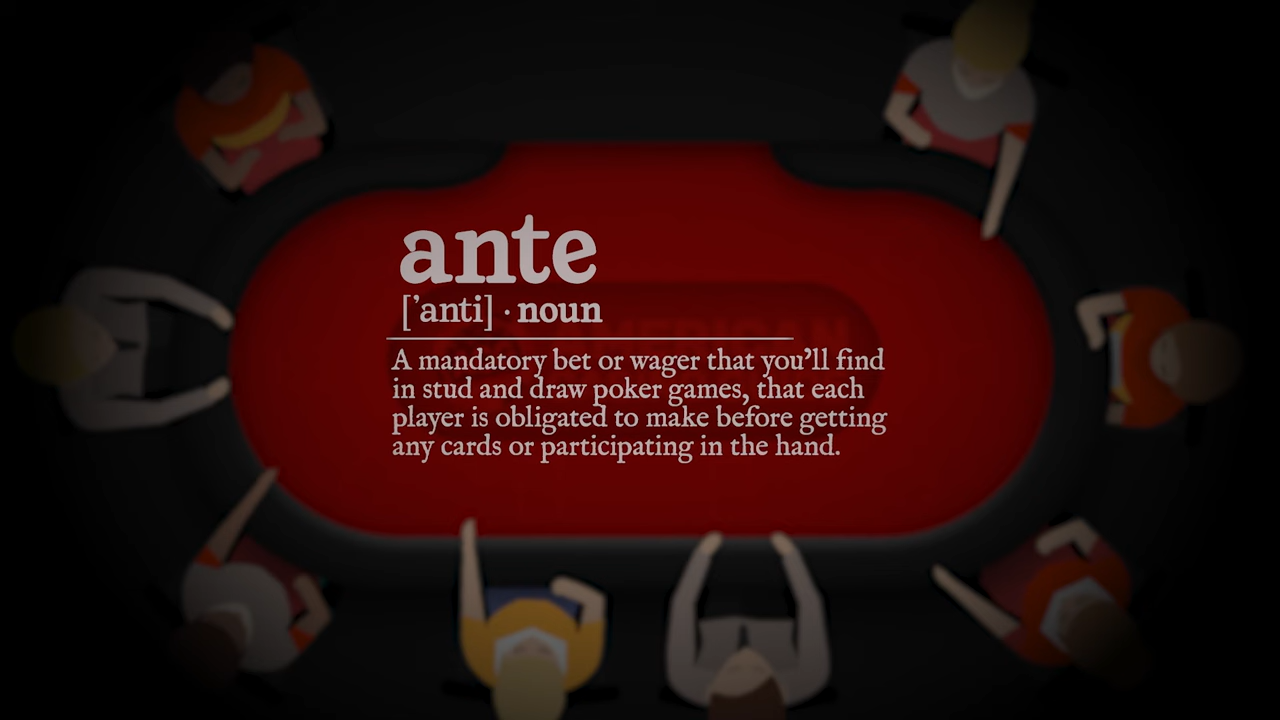 ante
['anti] · noun
A mandatory bet or wager that you'll find
in stud and draw poker games, that each
player is obligated to make before getting
any cards or participating in the hand.